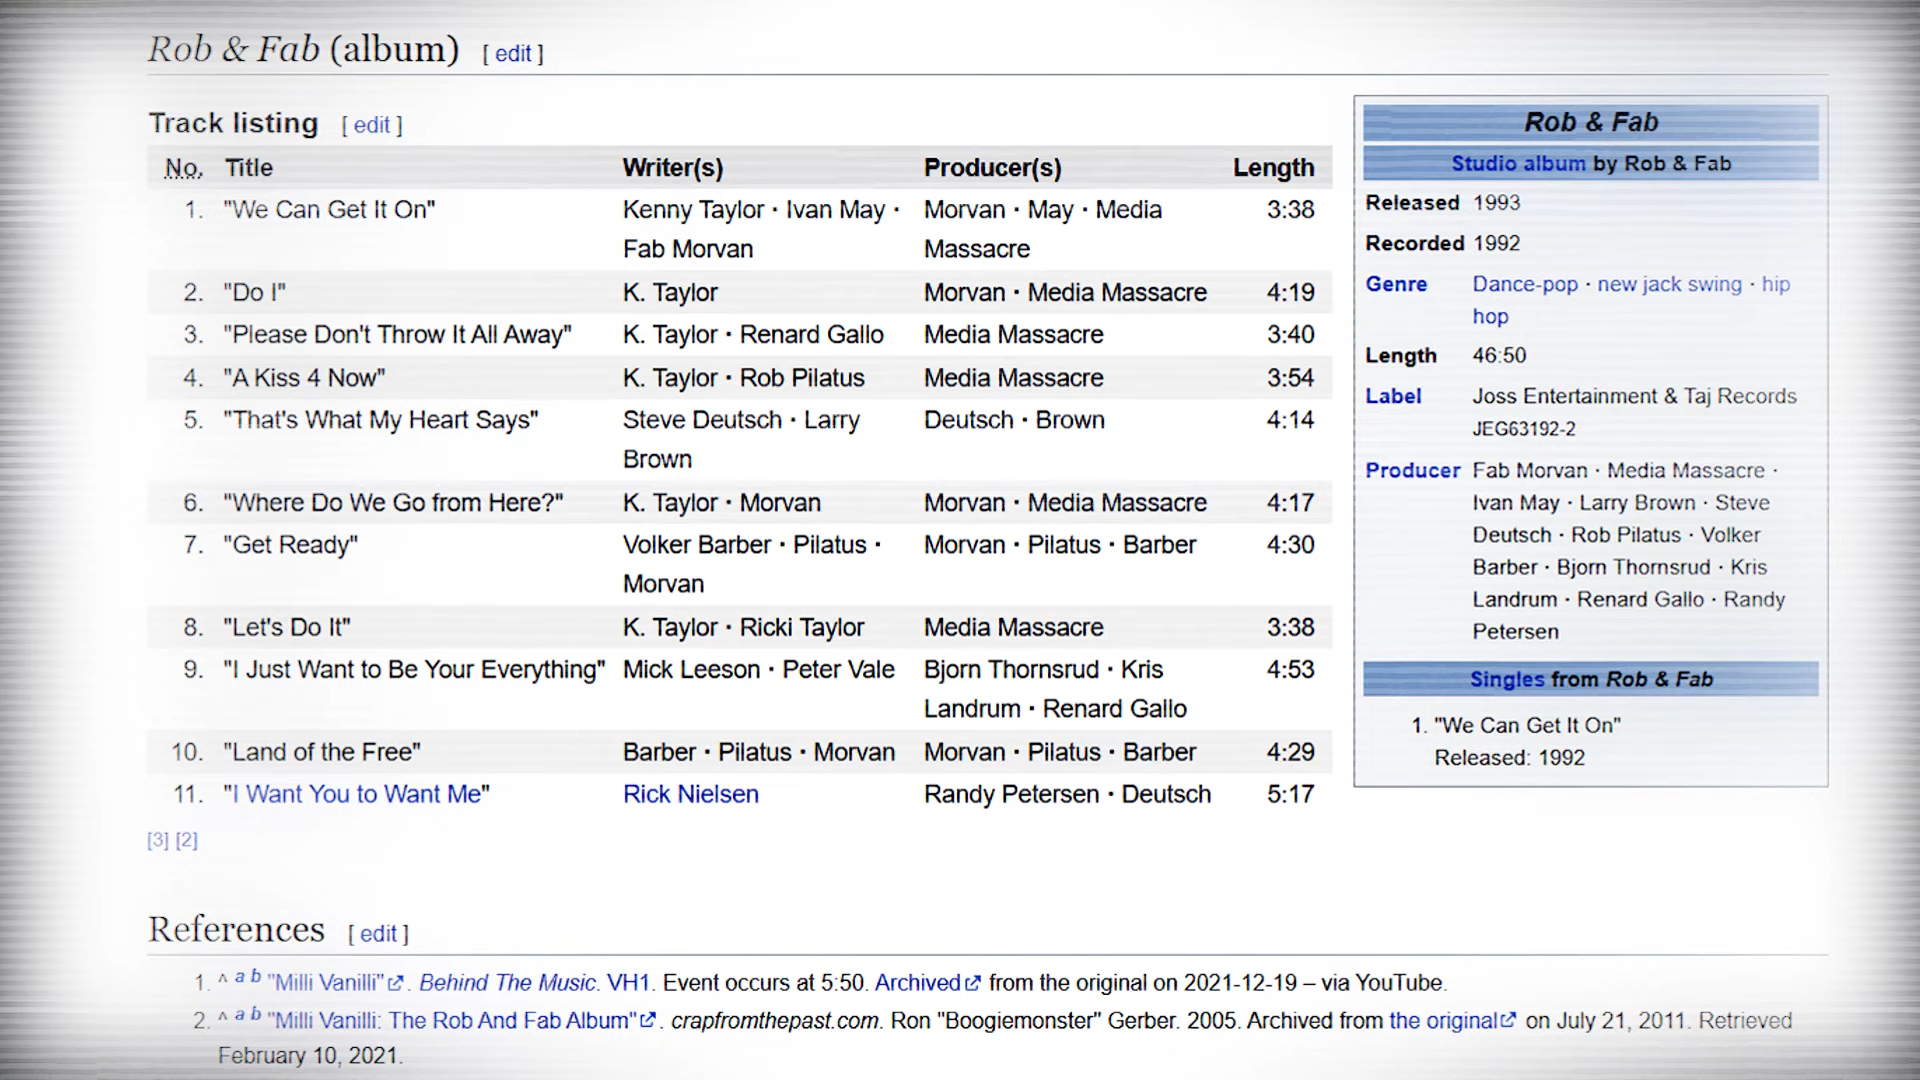 Rob & Fab (album) [ edit ]
Track listing [ edit ]
No. Title Writer(s) Producer(s) Length
1. "We Can Get It On" Kenny Taylor · Ivan May · Morvan · May · Media 3:38
Fab Morvan Massacre
2. "Do I" K. Taylor Morvan · Media Massacre 4:19
3. "Please Don't Throw It All Away" K. Taylor · Renard Gallo Media Massacre 3:40
4. "A Kiss 4 Now" K. Taylor · Rob Pilatus Media Massacre 3:54
5. "That's What My Heart Says" Steve Deutsch · Larry Deutsch · Brown 4:14
Brown
6. "Where Do We Go from Here?" K. Taylor · Morvan Morvan · Media Massacre 4:17
7. "Get Ready" Volker Barber · Pilatus · Morvan · Pilatus · Barber 4:30
Morvan
8. "Let's Do It" K. Taylor · Ricki Taylor Media Massacre 3:38
9. "I Just Want to Be Your Everything" Mick Leeson · Peter Vale Bjorn Thornsrud · Kris 4:53
Landrum · Renard Gallo
10. "Land of the Free" Barber · Pilatus · Morvan Morvan · Pilatus · Barber 4:29
11. "I Want You to Want Me" Rick Nielsen Randy Petersen · Deutsch 5:17
[3] [2]
Rob & Fab
Studio album by Rob & Fab
Released 1993
Recorded 1992
Genre Dance-pop · new jack swing · hip
hop
Length 46:50
Label Joss Entertainment & Taj Records
JEG63192-2
Producer Fab Morvan · Media Massacre ·
Ivan May · Larry Brown · Steve
Deutsch · Rob Pilatus · Volker
Barber · Bjorn Thornsrud · Kris
Landrum · Renard Gallo · Randy
Petersen
Singles from Rob & Fab
1. "We Can Get It On"
Released: 1992
References [ edit ]
1. ^ a b "Milli Vanilli". Behind The Music. VH1. Event occurs at 5:50. Archived from the original on 2021-12-19 – via YouTube.
2. ^ a b "Milli Vanilli: The Rob And Fab Album". crapfromthepast.com. Ron "Boogiemonster" Gerber. 2005. Archived from the original on July 21, 2011. Retrieved
February 10, 2021.